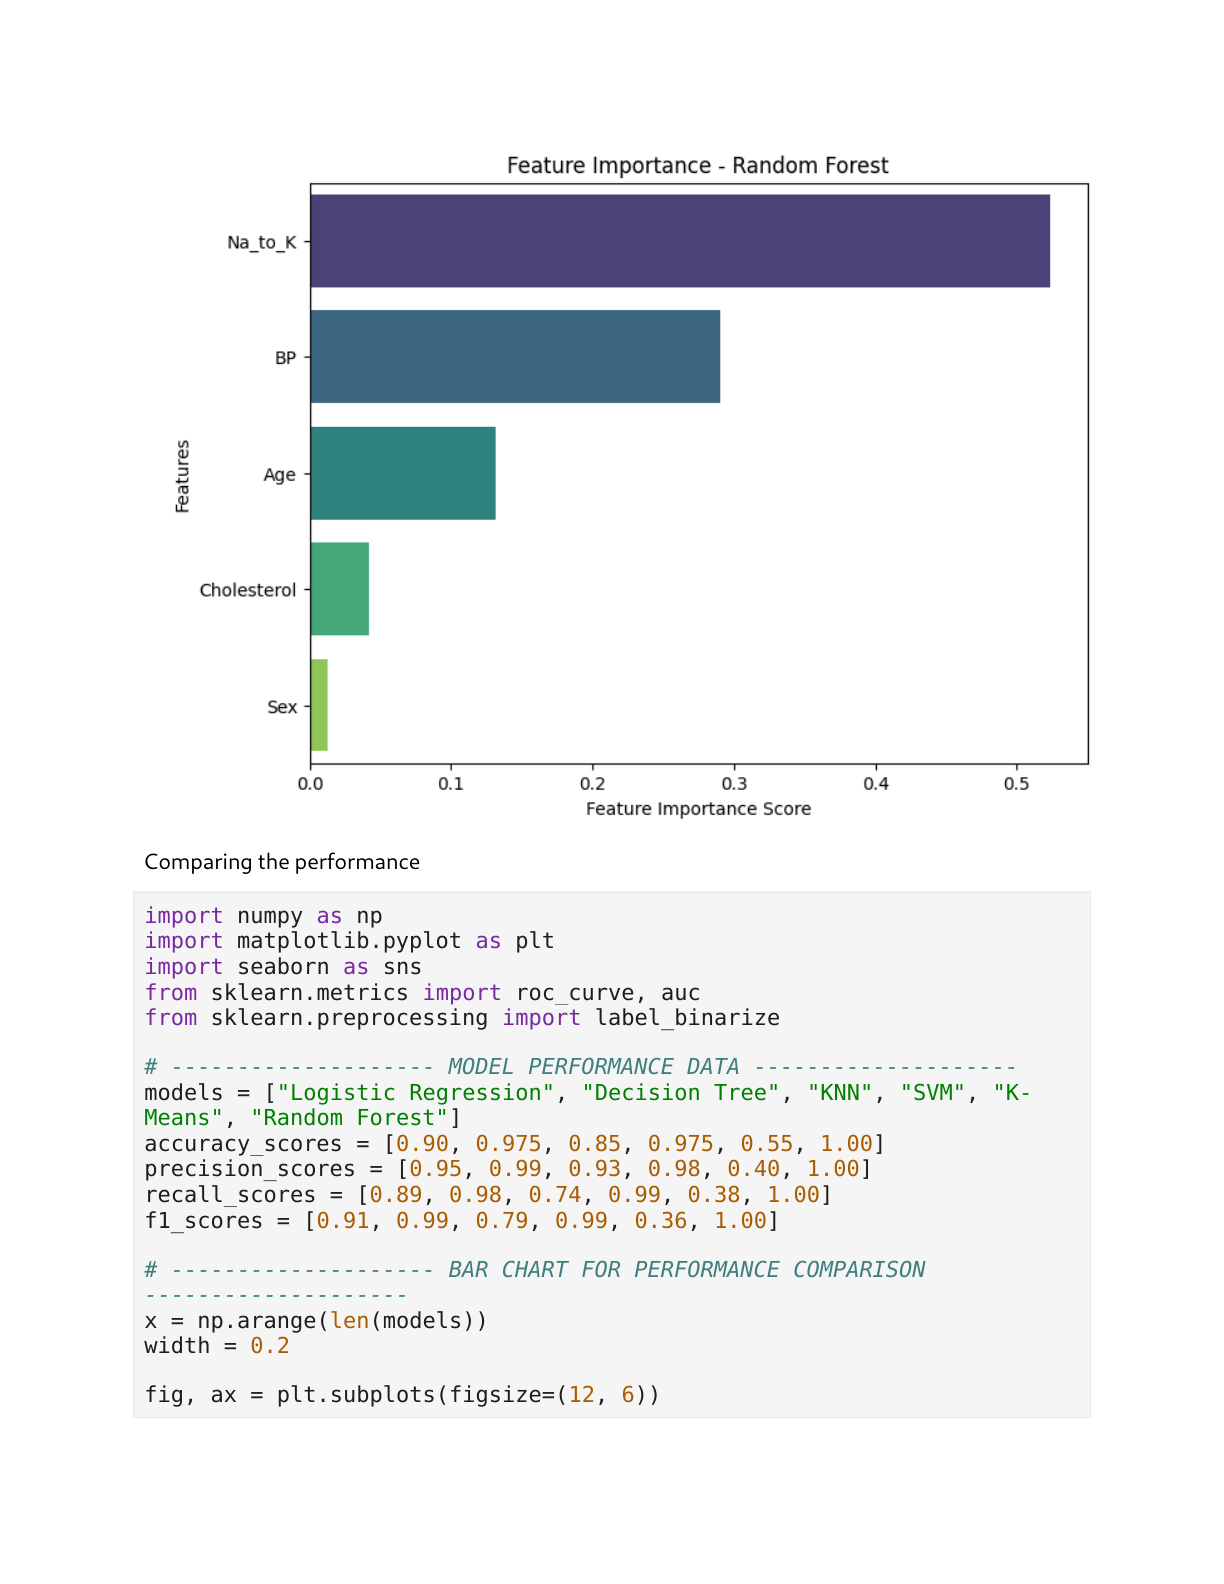 Feature Importance - Random Forest
Na_to_K
BP
Age
Cholesterol
Sex
Features
0.0 0.1 0.2 0.3 0.4 0.5
Feature Importance Score
Comparing the performance
import numpy as np
import matplotlib.pyplot as plt
import seaborn as sns
from sklearn.metrics import roc_curve, auc
from sklearn.preprocessing import label_binarize
# -------------------- MODEL PERFORMANCE DATA --------------------
models = ["Logistic Regression", "Decision Tree", "KNN", "SVM", "K-
Means", "Random Forest"]
accuracy_scores = [0.90, 0.975, 0.85, 0.975, 0.55, 1.00]
precision_scores = [0.95, 0.99, 0.93, 0.98, 0.40, 1.00]
recall_scores = [0.89, 0.98, 0.74, 0.99, 0.38, 1.00]
f1_scores = [0.91, 0.99, 0.79, 0.99, 0.36, 1.00]
# -------------------- BAR CHART FOR PERFORMANCE COMPARISON
--------------------
x = np.arange(len(models))
width = 0.2
fig, ax = plt.subplots(figsize=(12, 6))